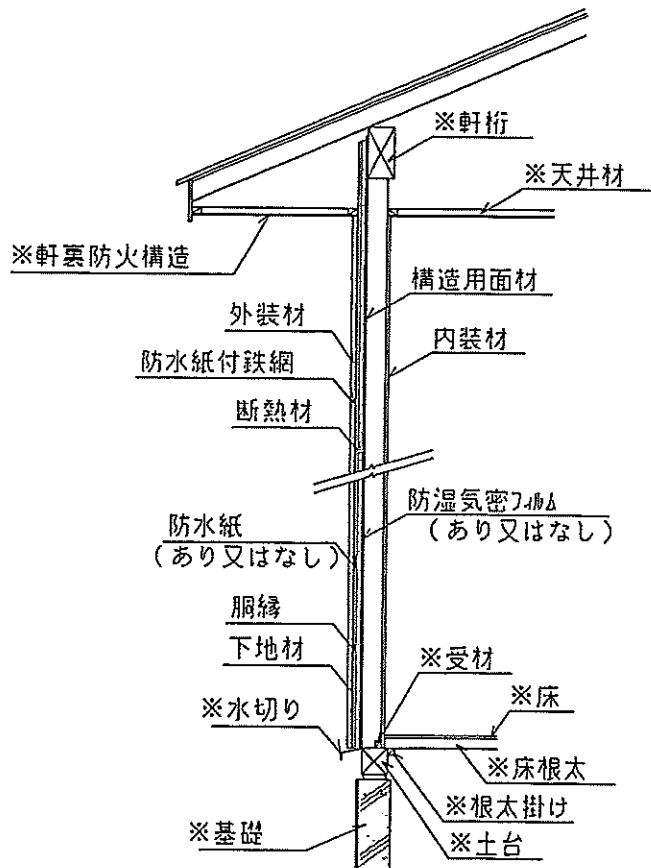 ※軒桁
※天井材
※軒裏防火構造
構造用面材
外装材
内装材
防水紙付鉄網
断熱材
防湿気密フィルム
(あり又はなし)
防水紙
(あり又はなし)
胴縁
下地材
※受材
※水切り
※床
※床根太
※根太掛け
※基礎
※土台